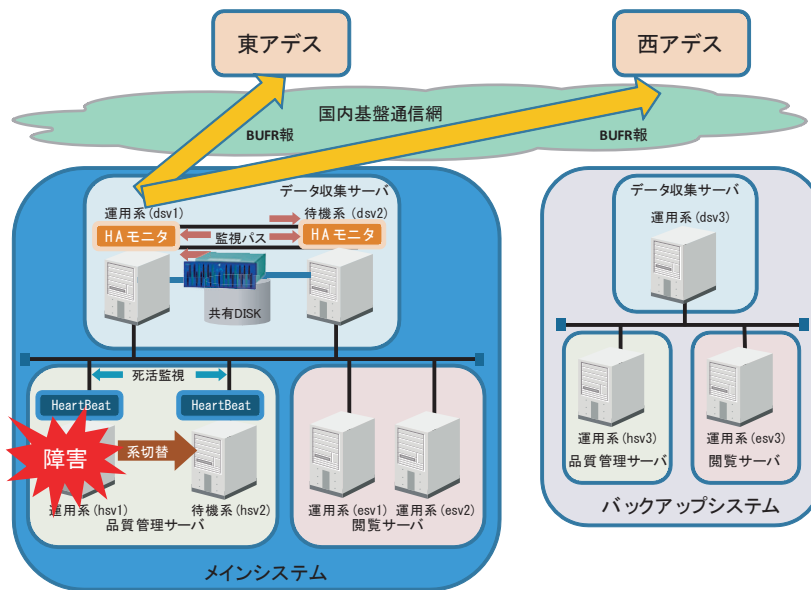 東アデス
西アデス
国内基盤通信網
BUFR報
BUFR報
データ収集サーバ
運用系(dsv1)
待機系(dsv2)
HAモニタ
監視パス
HAモニタ
共有DISK
死活監視
HeartBeat
HeartBeat
障害
系切替
運用系(hsv1)
待機系(hsv2)
品質管理サーバ
運用系(esv1)
運用系(esv2)
閲覧サーバ
メインシステム
データ収集サーバ
運用系(dsv3)
運用系(hsv3)
品質管理サーバ
運用系(esv3)
閲覧サーバ
バックアップシステム